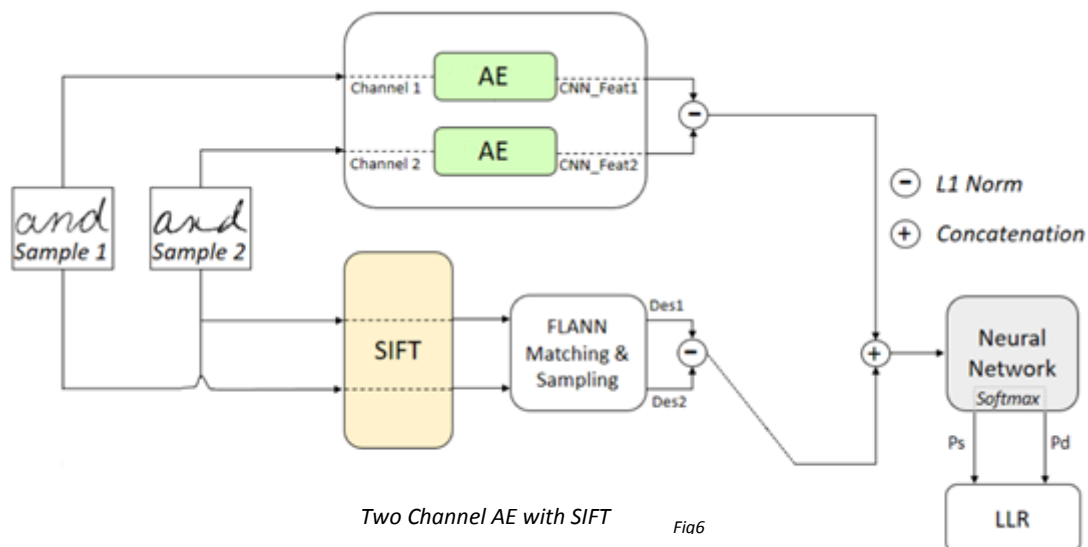 AE
Channel 1
CNN_Feat1
AE
Channel 2
CNN_Feat2
L1 Norm
Concatenation
and
Sample 1
and
Sample 2
SIFT
FLANN
Matching &
Sampling
Des1
Des2
Neural
Network
Softmax
Ps
Pd
LLR
Two Channel AE with SIFT
Fig6